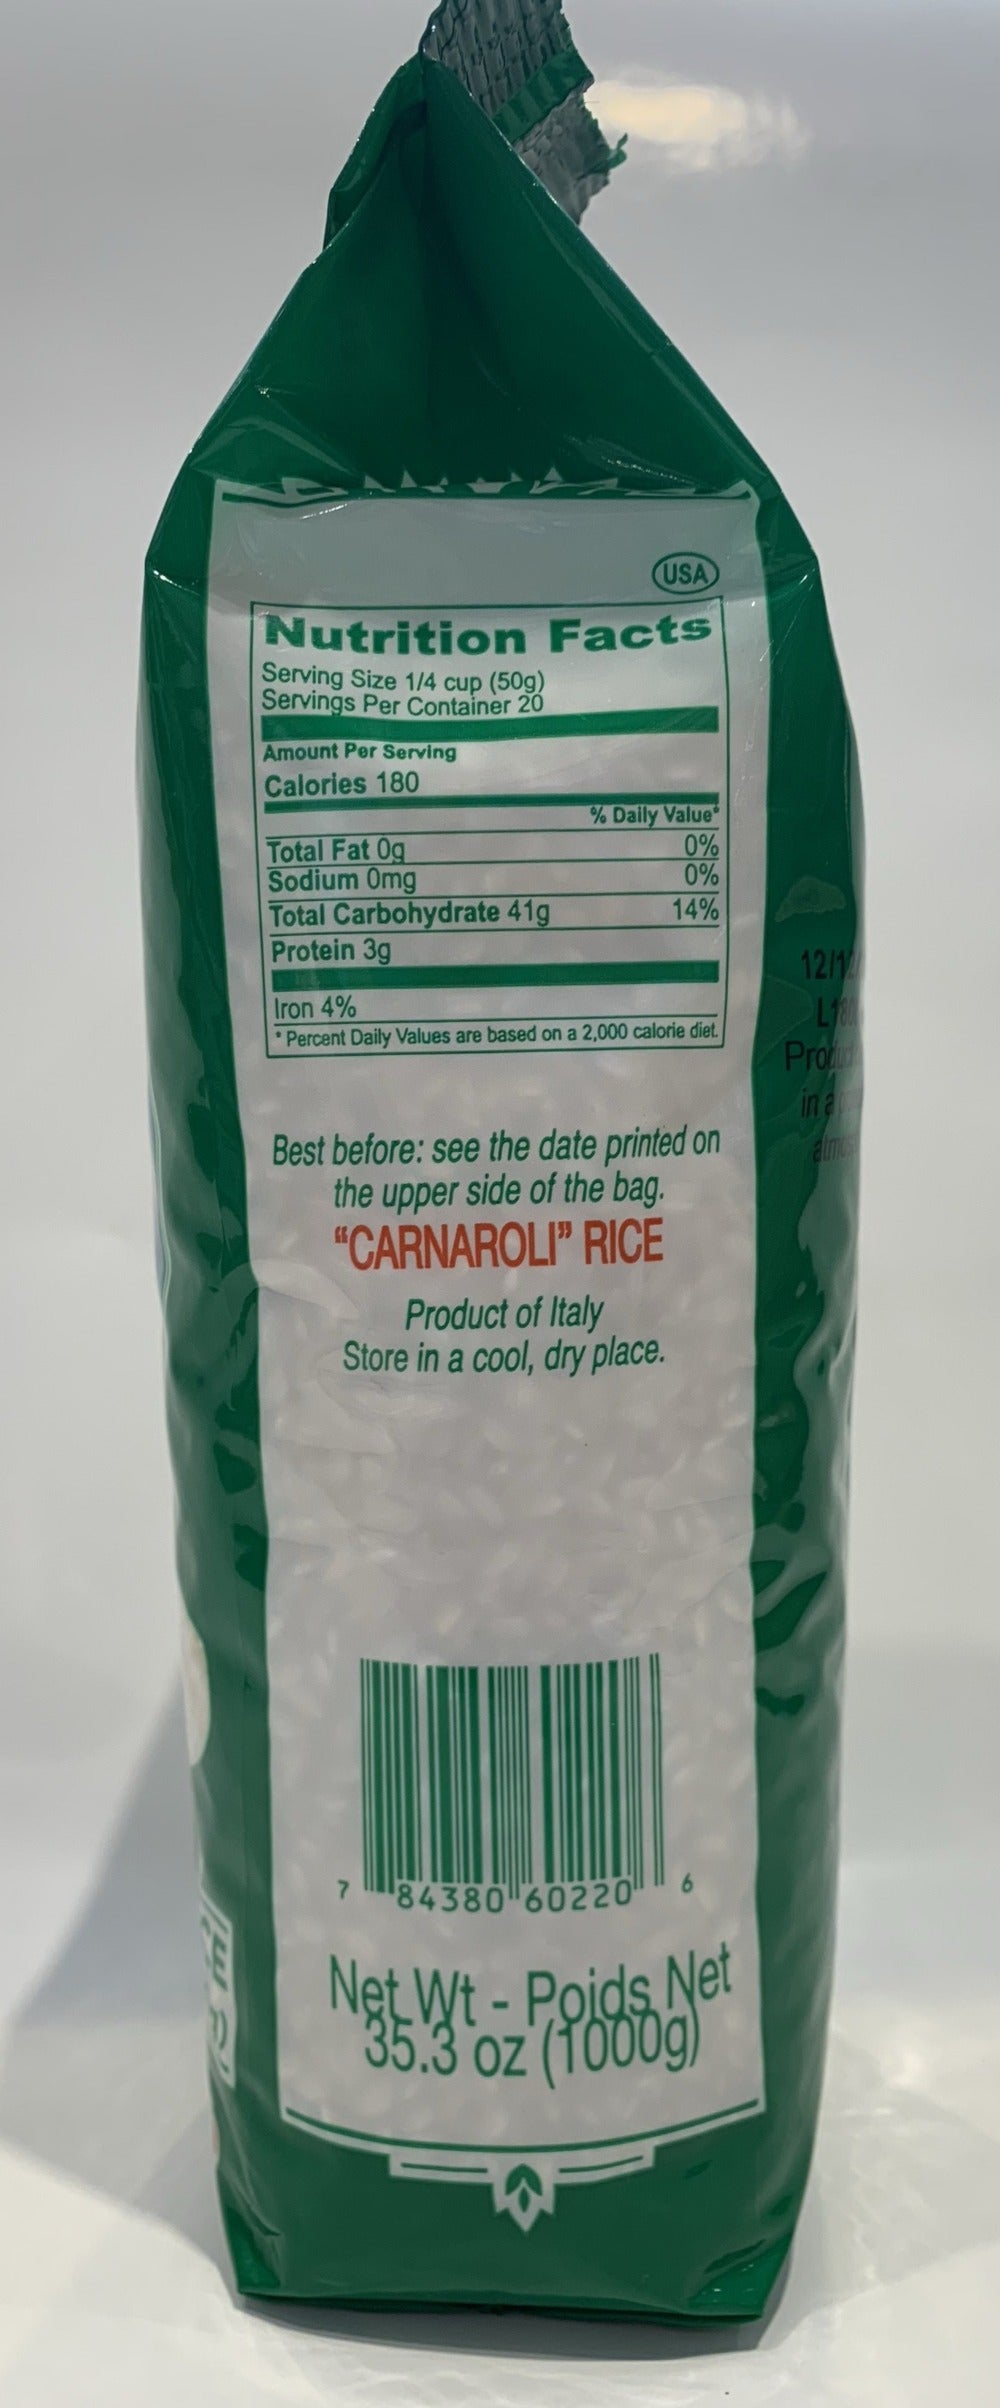 USA
Nutrition Facts
Serving Size 1/4 cup (50g)
Servings Per Container 20
Amount Per Serving
Calories 180
% Daily Value*
Total Fat 0g 0%
Sodium 0mg 0%
Total Carbohydrate 41g 14%
Protein 3g
Iron 4%
* Percent Daily Values are based on a 2,000 calorie diet.
Best before: see the date printed on
the upper side of the bag.
“CARNAROLI” RICE
Product of Italy
Store in a cool, dry place.
7 84380 60220 6
Net Wt - Poids Net
35.3 oz (1000g)
in a